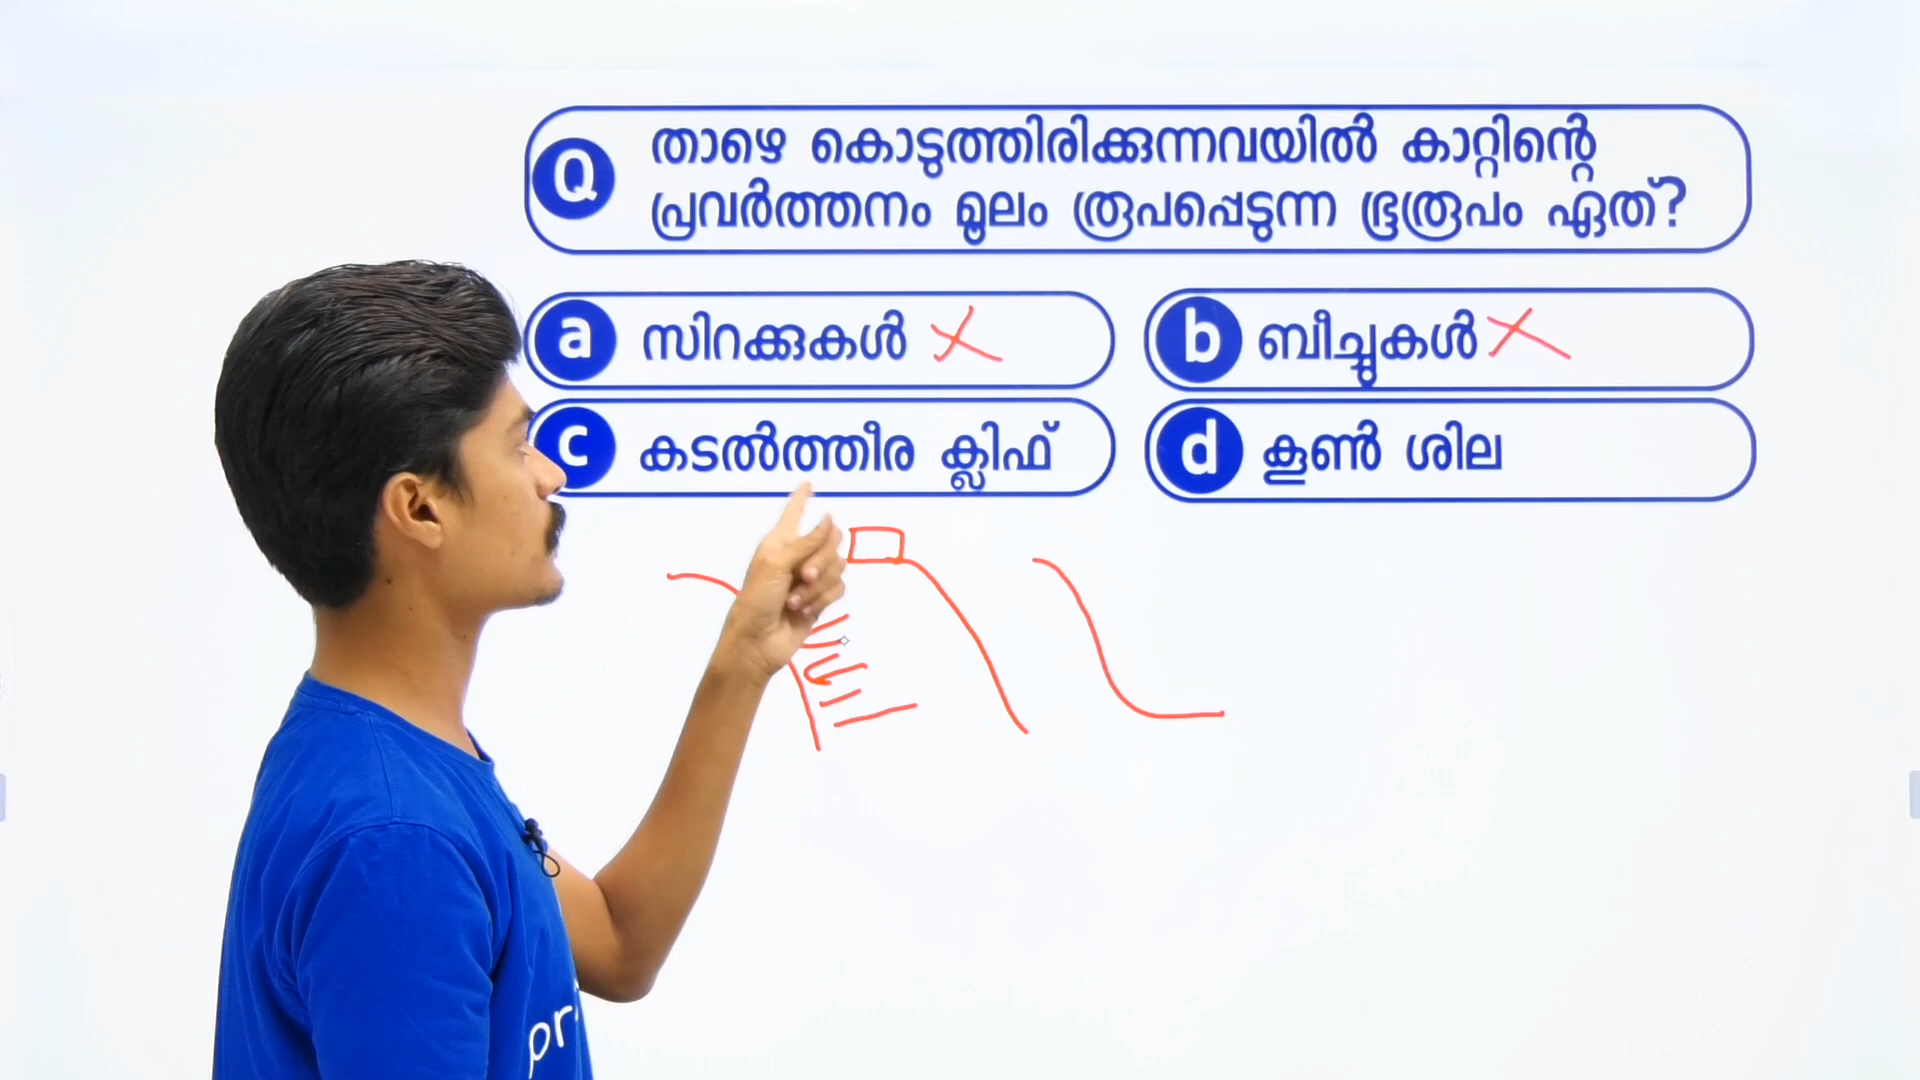 Q താഴെ കൊടുത്തിരിക്കുന്നവയിൽ കാറ്റിന്റെ
പ്രവർത്തനം മൂലം രൂപപ്പെടുന്ന ഭൂരൂപം ഏത്?
a സിറക്കുകൾ
b ബീച്ചുകൾ
c കടൽത്തീര ക്ലിഫ്
d കൂൺ ശില